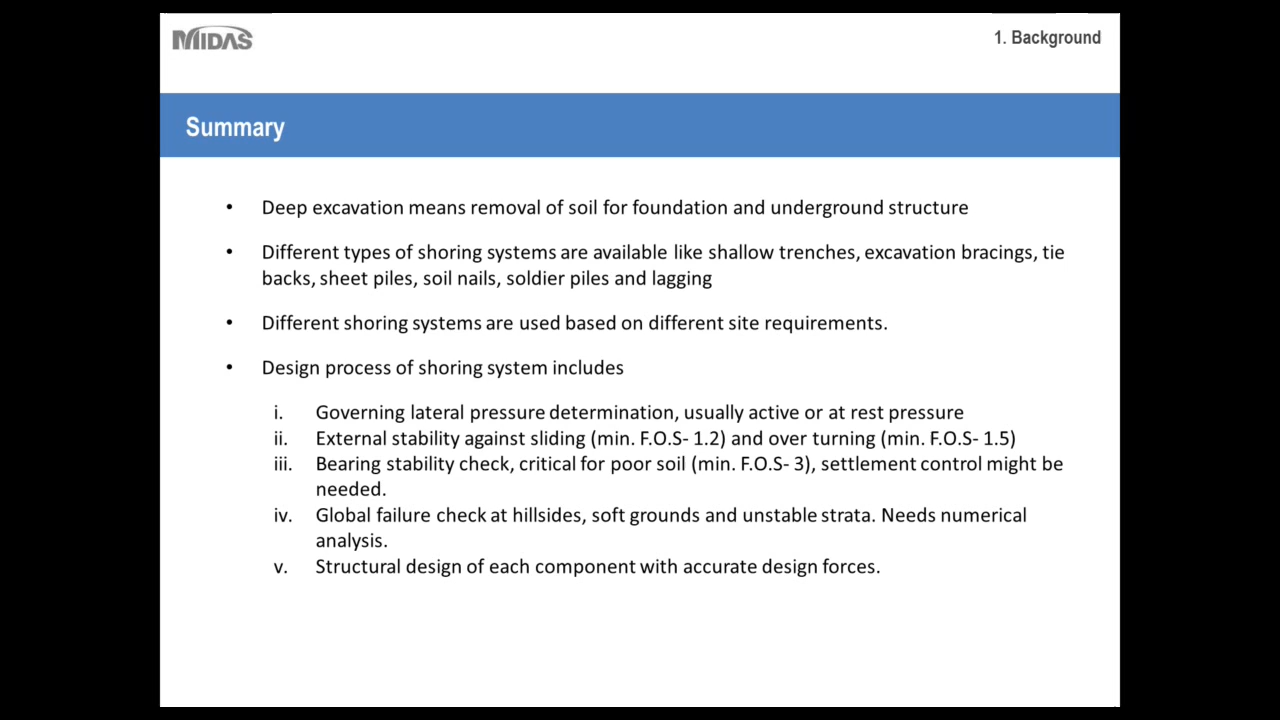 MIDAS
1. Background
Summary
• Deep excavation means removal of soil for foundation and underground structure
• Different types of shoring systems are available like shallow trenches, excavation bracings, tie
backs, sheet piles, soil nails, soldier piles and lagging
• Different shoring systems are used based on different site requirements.
• Design process of shoring system includes
i. Governing lateral pressure determination, usually active or at rest pressure
ii. External stability against sliding (min. F.O.S- 1.2) and over turning (min. F.O.S- 1.5)
iii. Bearing stability check, critical for poor soil (min. F.O.S- 3), settlement control might be
needed.
iv. Global failure check at hillsides, soft grounds and unstable strata. Needs numerical
analysis.
v. Structural design of each component with accurate design forces.